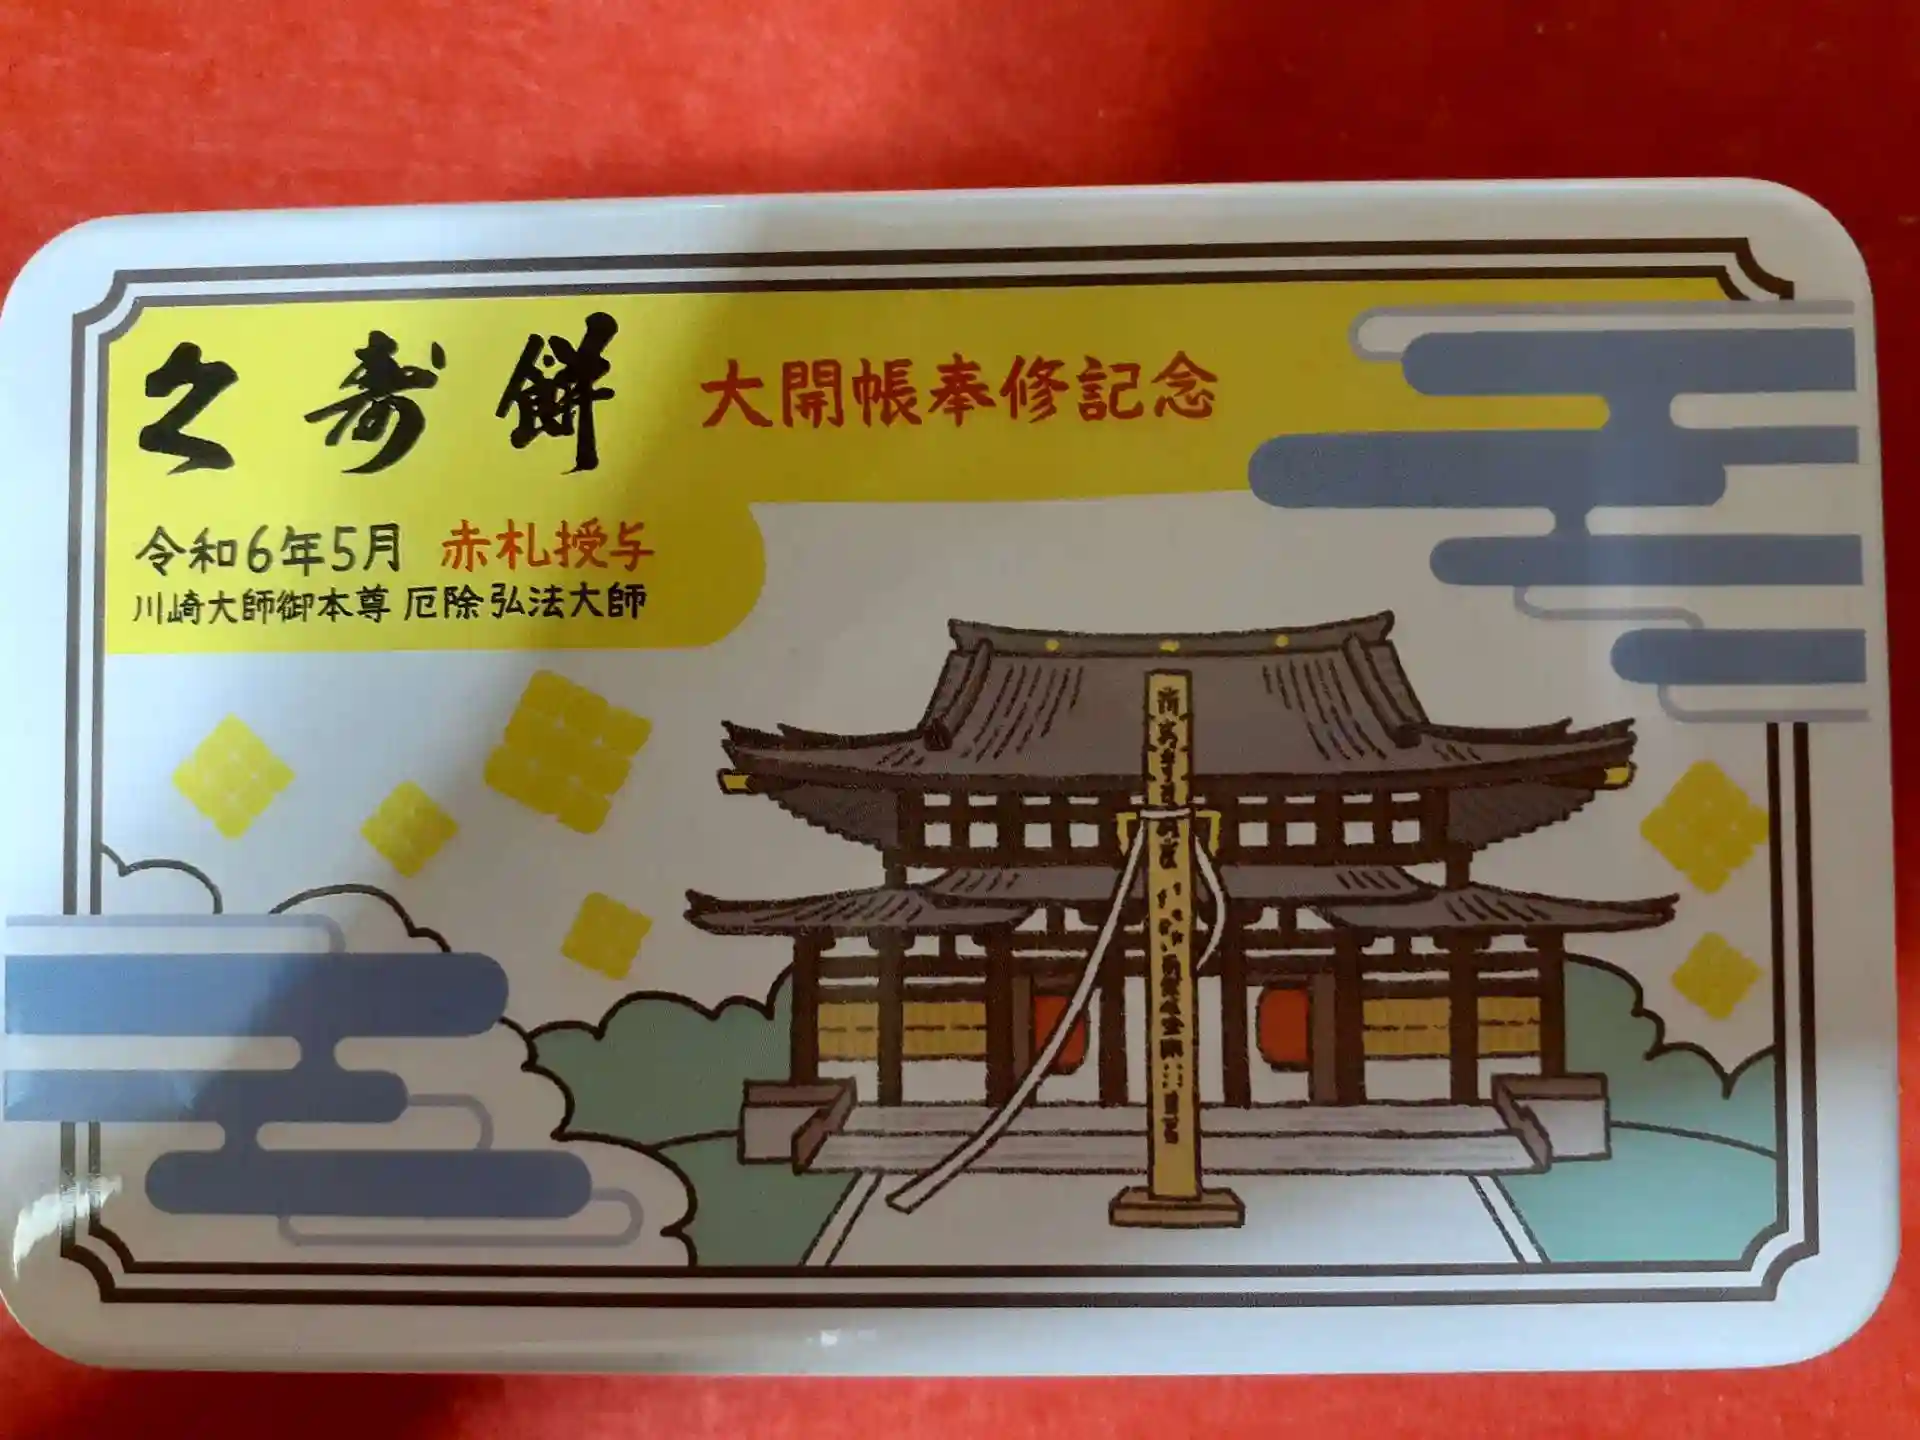 久寿餅 大開帳奉修記念
令和6年5月 赤札授与
川崎大師御本尊 厄除弘法大師